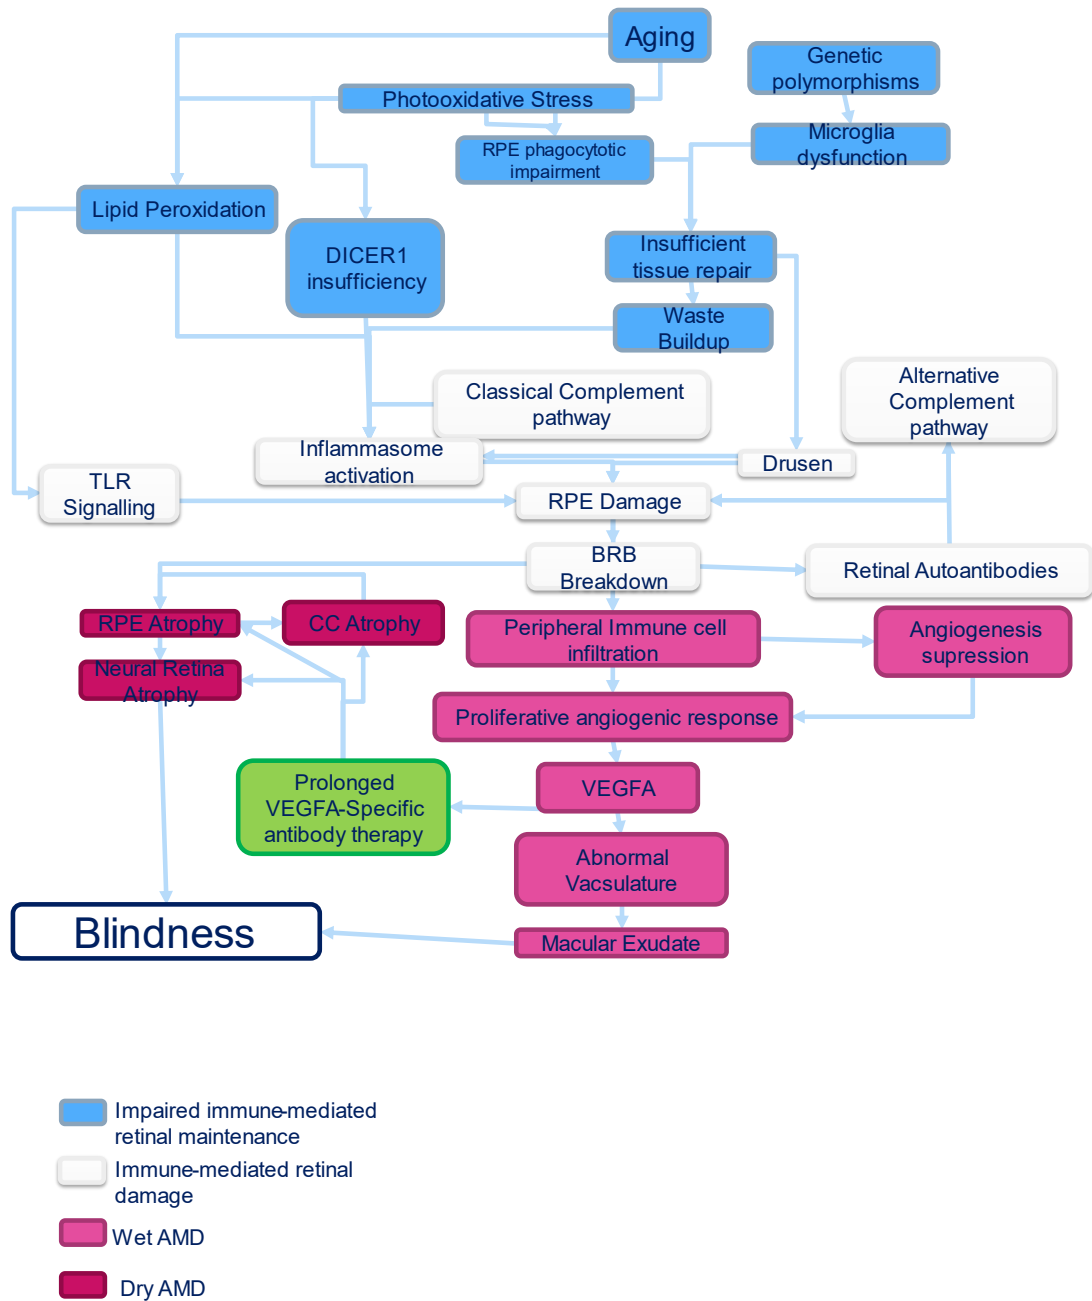 Aging
Genetic
polymorphisms
Photooxidative Stress
Microglia
dysfunction
RPE phagocytotic
impairment
Lipid Peroxidation
DICER1
insufficiency
Insufficient
tissue repair
Waste
Buildup
Classical Complement
pathway
Alternative
Complement
pathway
Inflammasome
activation
Drusen
TLR
Signalling
RPE Damage
BRB
Breakdown
Retinal Autoantibodies
RPE Atrophy
CC Atrophy
Peripheral Immune cell
infiltration
Angiogenesis
supression
Neural Retina
Atrophy
Proliferative angiogenic response
Prolonged
VEGFA-Specific
antibody therapy
VEGFA
Abnormal
Vacsulature
Blindness
Macular Exudate
Impaired immune-mediated
retinal maintenance
Immune-mediated retinal
damage
Wet AMD
Dry AMD